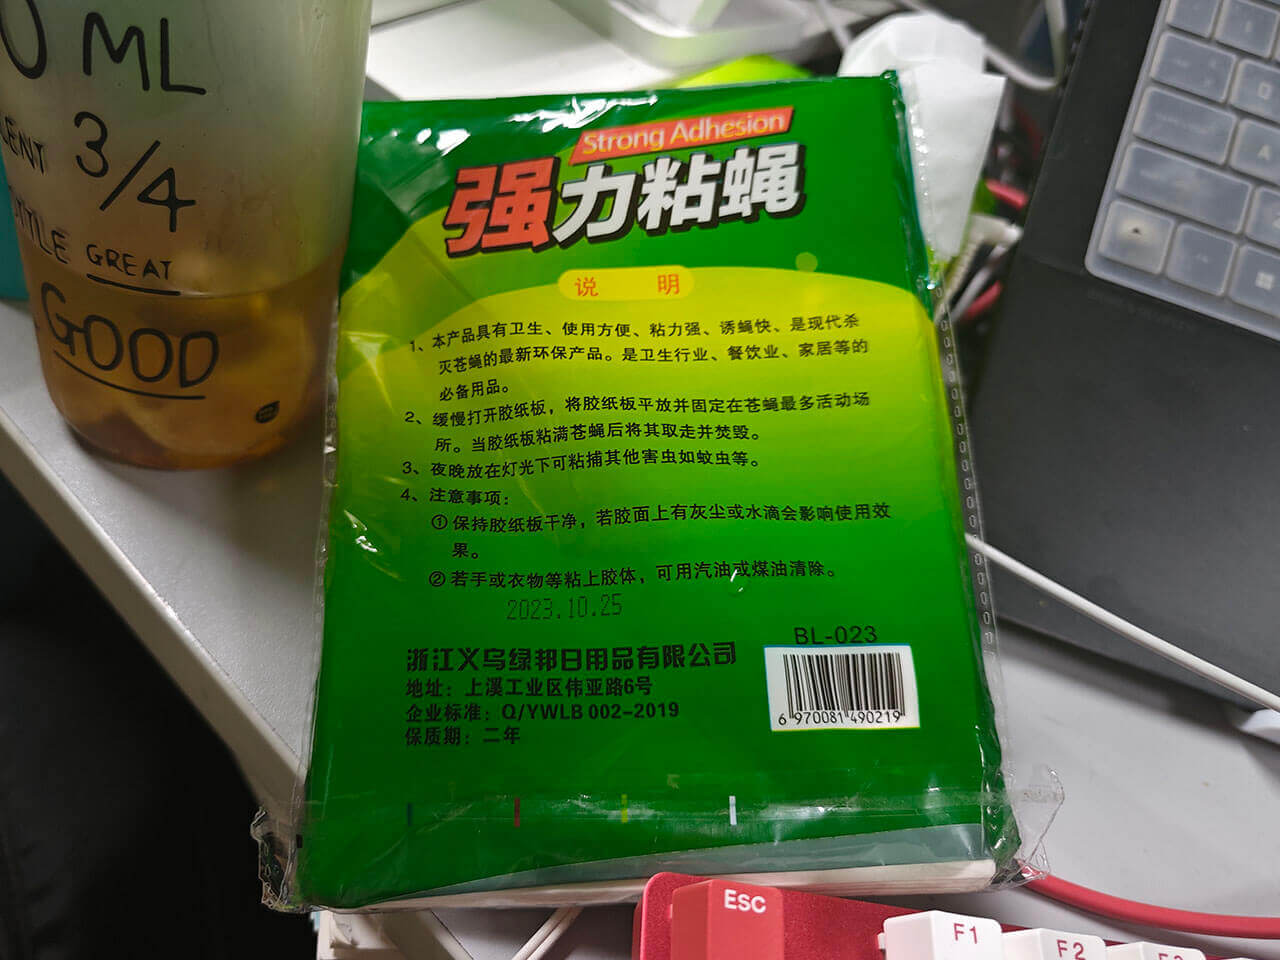 0 ML
3/4
GREAT
GOOD
Strong Adhesion
强力粘蝇
说 明
1、本产品具有卫生、使用方便、粘力强、诱蝇快、是现代杀
灭苍蝇的最新环保产品。是卫生行业、餐饮业、家居等的
必备用品。
2、缓慢打开胶纸板，将胶纸板平放并固定在苍蝇最多活动场
所。当胶纸板粘满苍蝇后将其取走并焚毁。
3、夜晚放在灯光下可粘捕其他害虫如蚊虫等。
4、注意事项：
①保持胶纸板干净，若胶面上有灰尘或水滴会影响使用效
果。
②若手或衣物等粘上胶体，可用汽油或煤油清除。
2023.10.25
浙江义乌绿邦日用品有限公司
地址：上溪工业区伟亚路6号
企业标准：Q/YWLB 002-2019
保质期：二年
BL-023
6 970081 490219
A
ESC
F1
F2